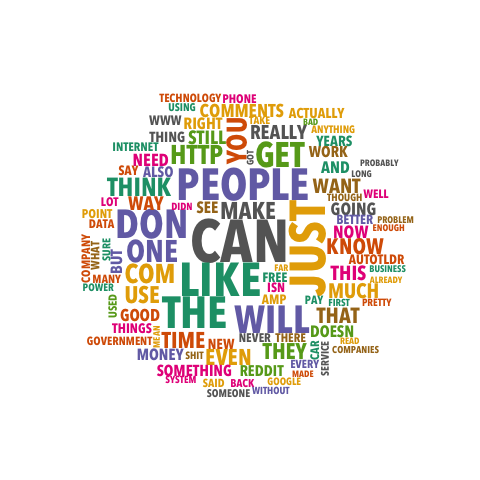 TECHNOLOGY PHONE
USING COMMENTS ACTUALLY
WWW RIGHT YOU TAKE BAD
THING STILL REALLY ANYTHING
INTERNET HTTP GOT GET YEARS
NEED WORK
SAY ALSO PEOPLE AND PROBABLY
THINK WANT LONG
LOT WAY DIDN SEE MAKE JUST THOUGH WELL
POINT DON GOING
DATA CAN BETTER PROBLEM
COMPANY WHAT SURE BUT ONE NOW ENOUGH
KNOW
AUTOTLDR
MANY COM LIKE FAR THIS BUSINESS
POWER FREE ALREADY
USE ISN MUCH
USED THE AMP PAY FIRST PRETTY
GOOD WILL THAT
THINGS MEAN DOESN
GOVERNMENT TIME NEW NEVER THERE CAR READ
MONEY SHIT EVEN THEY SERVICE COMPANIES
SOMETHING REDDIT EVERY
SYSTEM SAID BACK GOOGLE MADE
SOMEONE WITHOUT